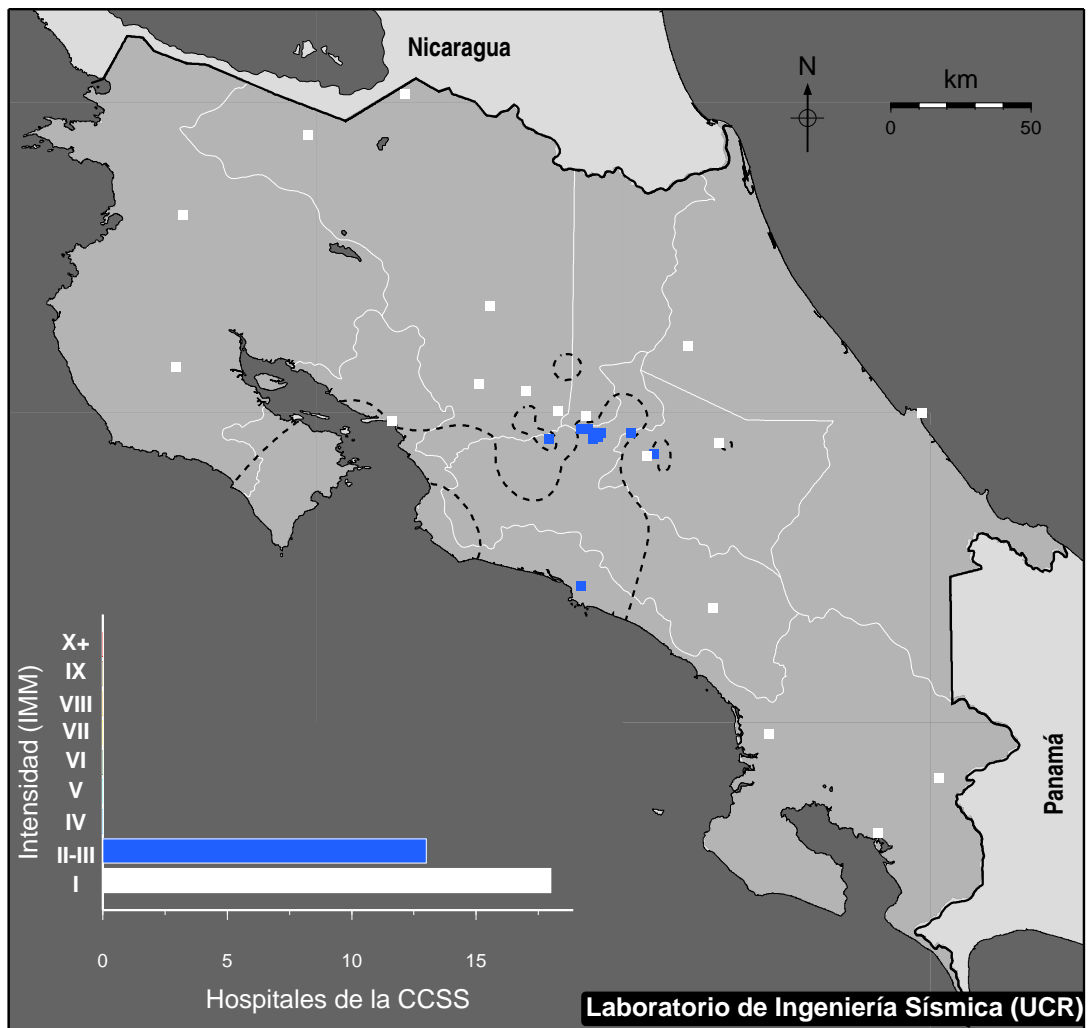 Nicaragua
N
km
0 50
Panamá
Intensidad (IMM)
X+
IX
VIII
VII
VI
V
IV
II-III
I
0 5 10 15
Hospitales de la CCSS
Laboratorio de Ingeniería Sísmica (UCR)